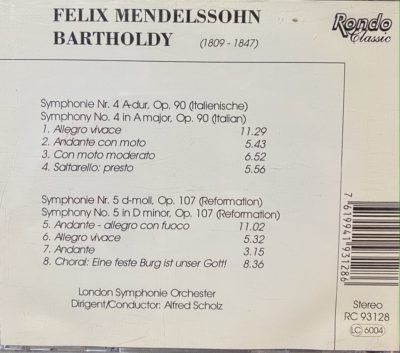 FELIX MENDELSSOHN
BARTHOLDY (1809 - 1847)
Rondo
Classic
Symphonie Nr. 4 A-dur, Op. 90 (Italienische)
Symphony No. 4 in A major, Op. 90 (Italian)
1. Allegro vivace 11.29
2. Andante con moto 5.43
3. Con moto moderato 6.52
4. Saltarello: presto 5.56
Symphonie Nr. 5 d-moll, Op. 107 (Reformation)
Symphony No. 5 in D minor, Op. 107 (Reformation)
5. Andante - allegro con fuoco 11.02
6. Allegro vivace 5.32
7. Andante 3.15
8. Choral: Eine feste Burg ist unser Gott! 8.36
London Symphonie Orchester
Dirigent/Conductor: Alfred Scholz
7 619941 931286
Stereo
RC 93128
LC 6004